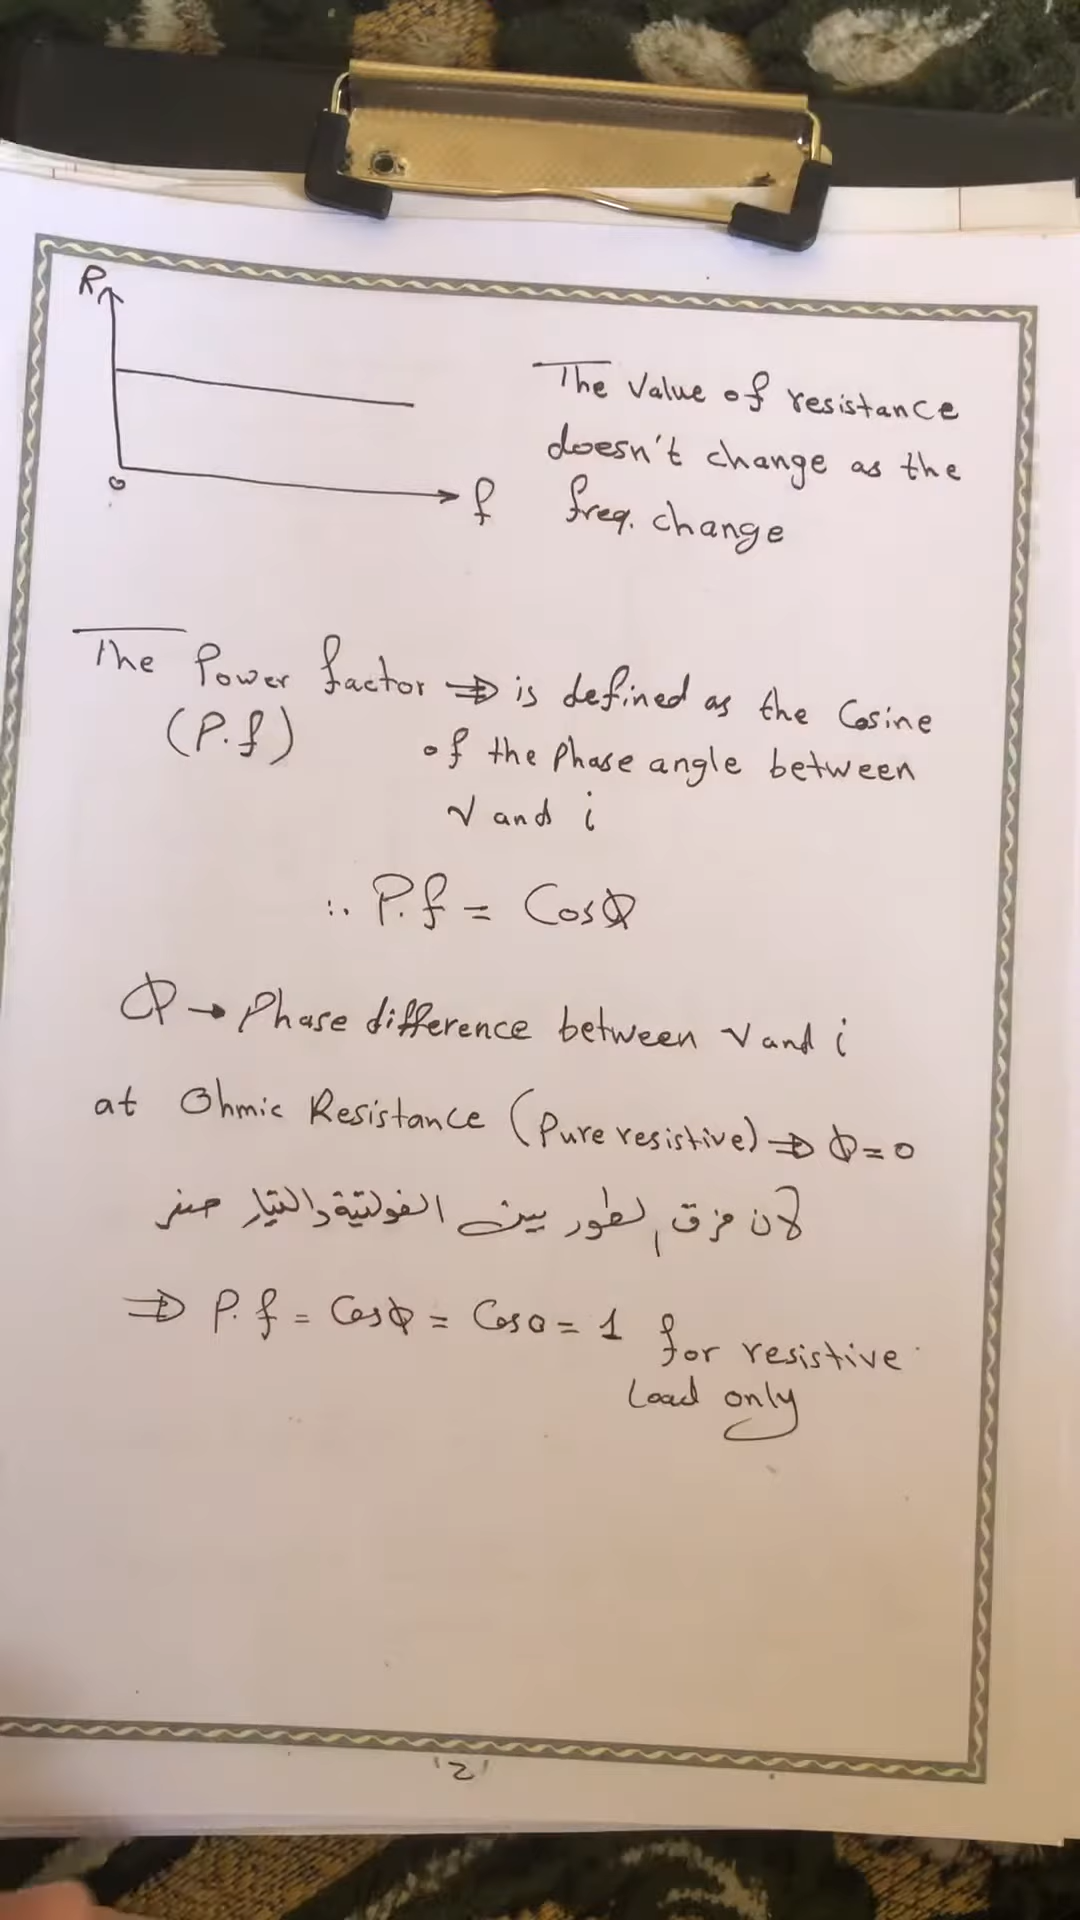 R
The Value of resistance
doesn't change as the
freq. change
o
f
The Power factor ⇒ is defined as the Cosine
(P.f)
of the Phase angle between
v and i
∴ P.f = Cosφ
φ → Phase difference between v and i
at Ohmic Resistance (Pure resistive) ⇒ φ = 0
لان فرق الطور بين الفولتية والتيار صفر
⇒ P.f = Cosφ = Cos0 = 1 for resistive
Load only
'2'